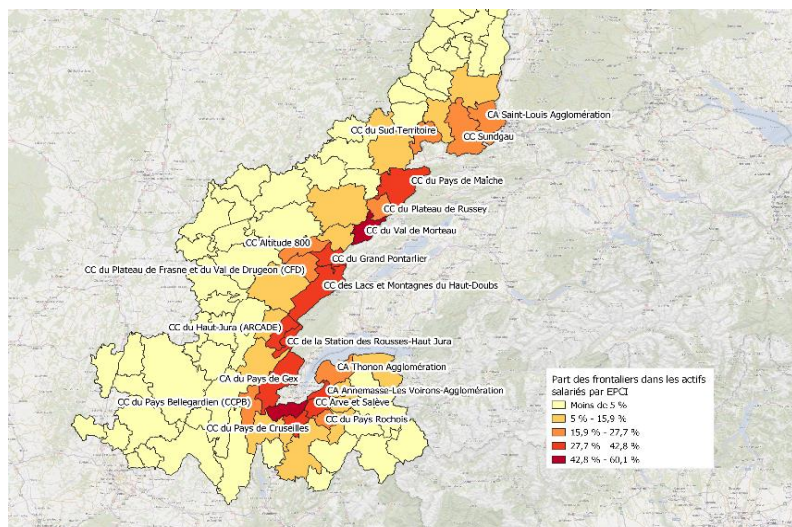 CA Saint-Louis Agglomération
CC du Sud-Territoire
CC Sundgau
CC du Pays de Maîche
CC du Plateau de Russey
CC du Val de Morteau
CC Altitude 800
CC du Grand Pontarlier
CC du Plateau de Frasne et du Val de Drugeon (CFD)
CC des Lacs et Montagnes du Haut-Doubs
CC du Haut-Jura (ARCADE)
CC de la Station des Rousses-Haut Jura
CA Thonon Agglomération
CA du Pays de Gex
CA Annemasse-Les Voirons-Agglomération
CC du Pays Bellegardien (CCPB)
CC Arve et Salève
CC du Pays Rochois
CC du Pays de Cruseilles
Part des frontaliers dans les actifs
salariés par EPCI
Moins de 5 %
5 % - 15,9 %
15,9 % - 27,7 %
27,7 % - 42,8 %
42,8 % - 60,1 %